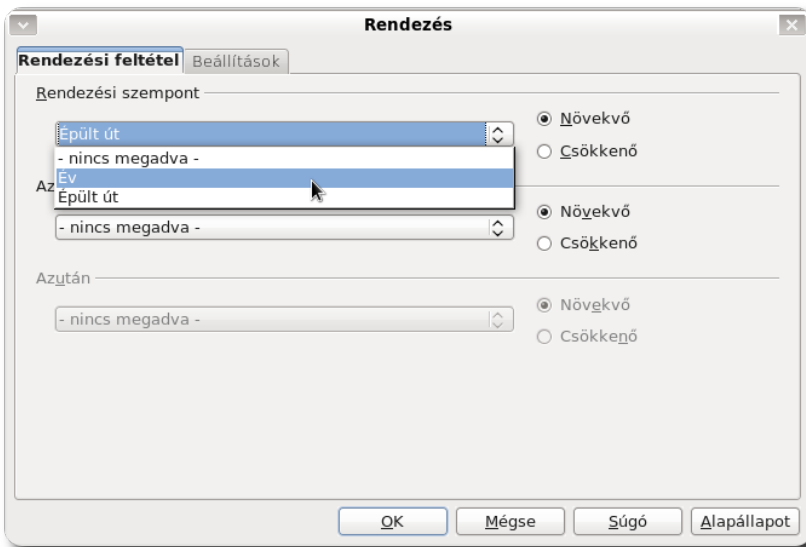 Rendezés
Rendezési feltétel Beállítások
Rendezési szempont
Épült út
Növekvő
- nincs megadva -
Csökkenő
Év
Az
Épült út
Növekvő
- nincs megadva -
Csökkenő
Azután
Növekvő
- nincs megadva -
Csökkenő
OK Mégse Súgó Alapállapot